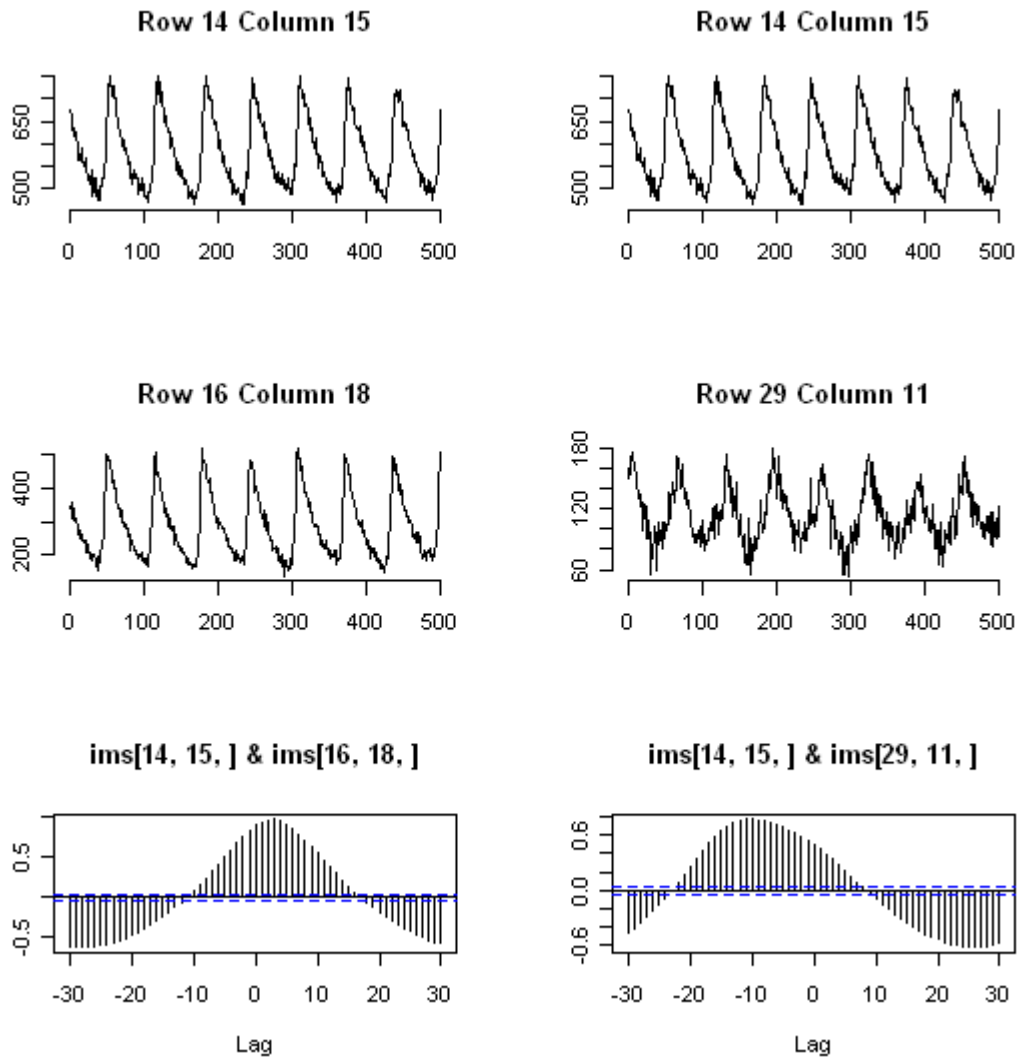 Row 14 Column 15
Row 14 Column 15
650
500
0 100 200 300 400 500
650
500
0 100 200 300 400 500
Row 16 Column 18
Row 29 Column 11
400
200
0 100 200 300 400 500
180
120
60
0 100 200 300 400 500
ims[14, 15, ] & ims[16, 18, ]
ims[14, 15, ] & ims[29, 11, ]
0.5
-0.5
-30 -20 -10 0 10 20 30
Lag
0.6
0.0
-0.6
-30 -20 -10 0 10 20 30
Lag